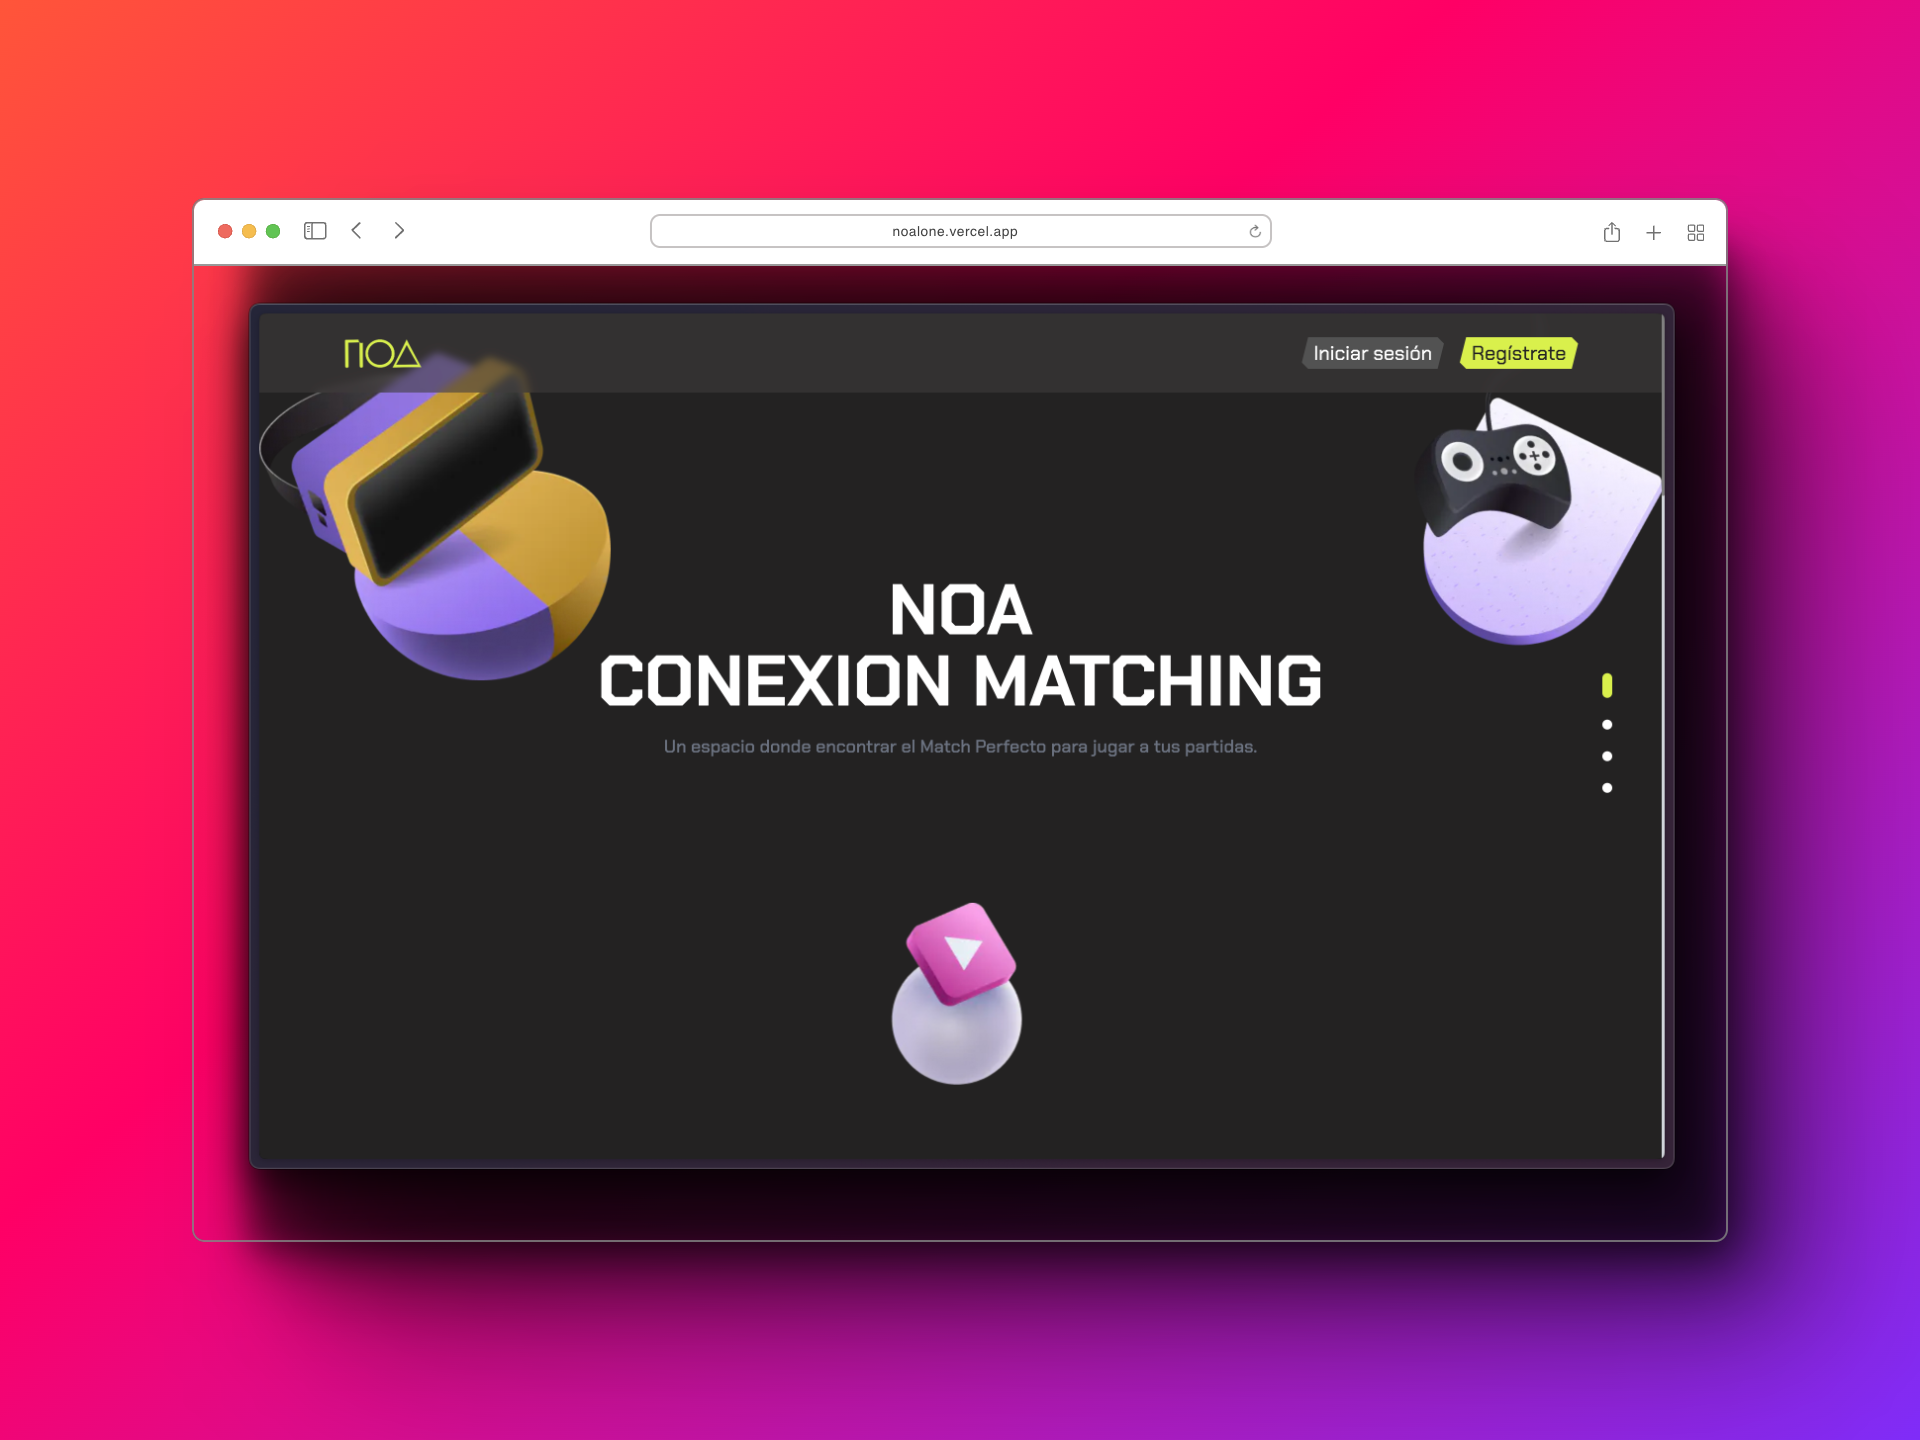 noalone.vercel.app
NOA
Iniciar sesión
Regístrate
NOA
CONEXION MATCHING
Un espacio donde encontrar el Match Perfecto para jugar a tus partidas.